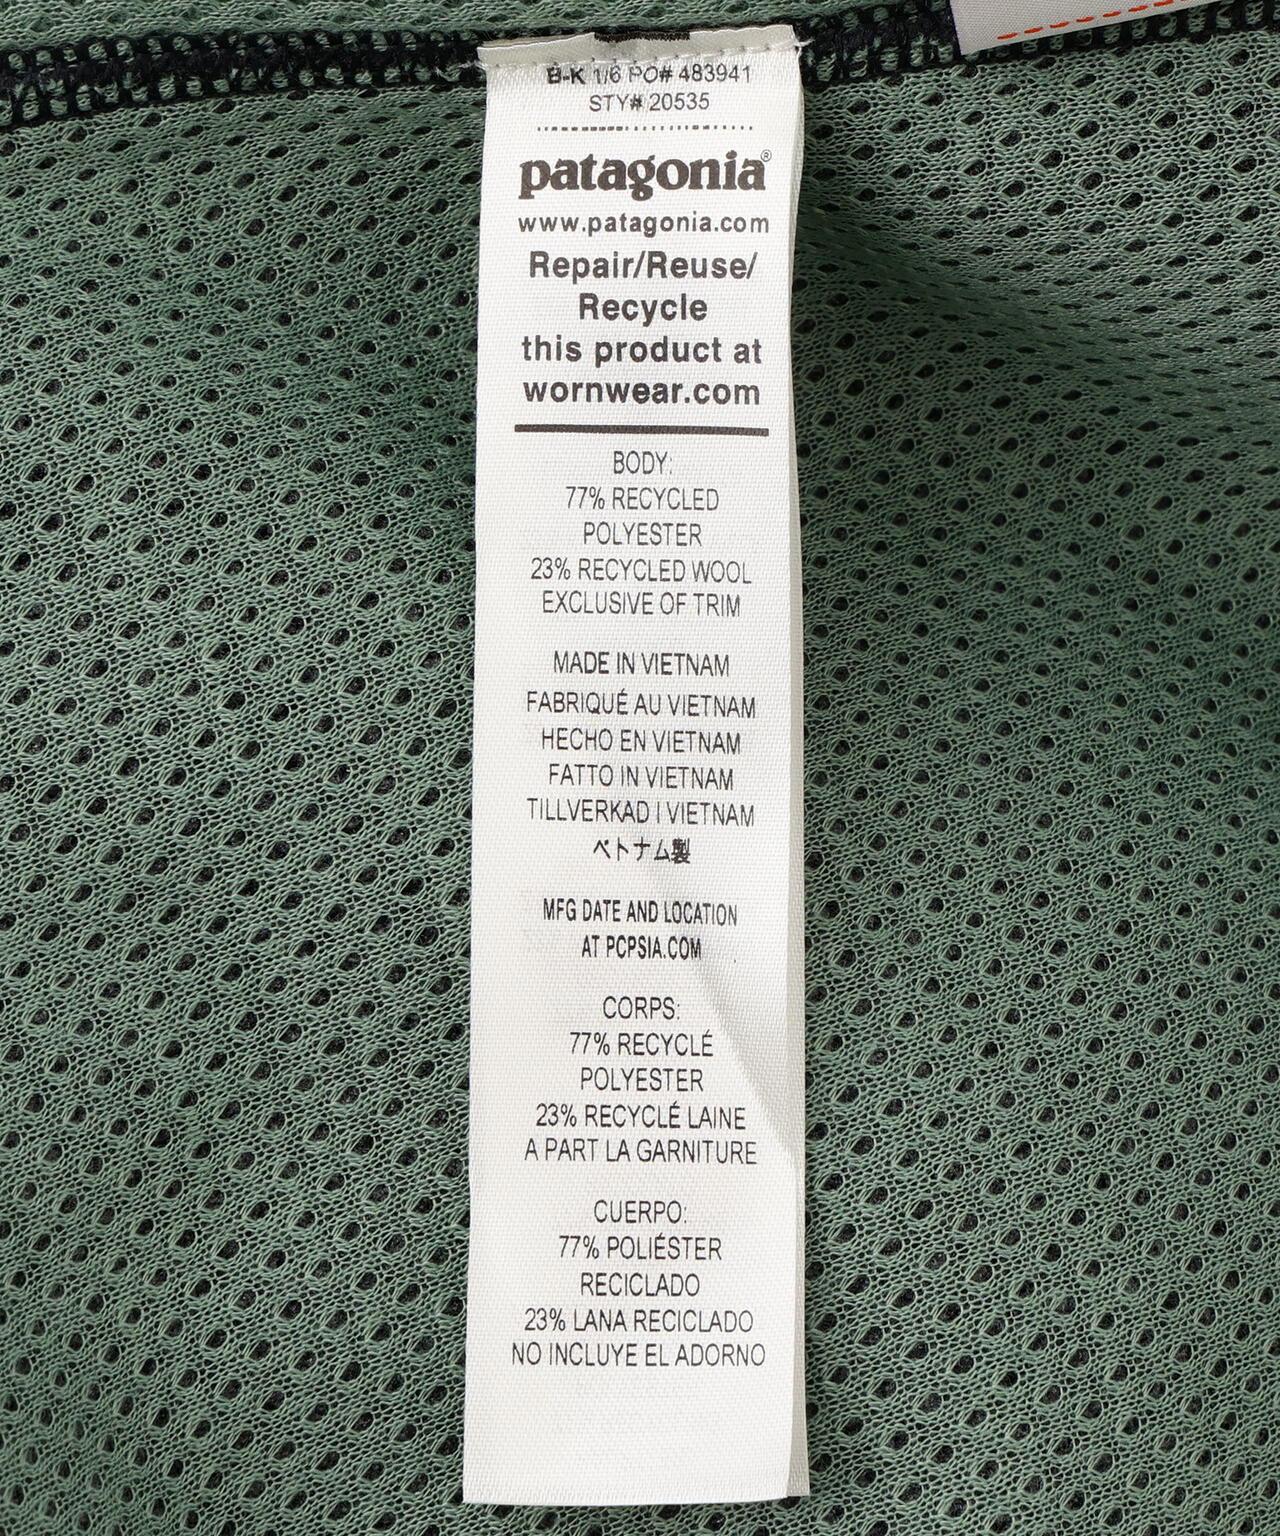 B-K 1/6 PO# 483941
STY# 20535
patagonia®
www.patagonia.com
Repair/Reuse/
Recycle
this product at
wornwear.com
BODY:
77% RECYCLED
POLYESTER
23% RECYCLED WOOL
EXCLUSIVE OF TRIM
MADE IN VIETNAM
FABRIQUÉ AU VIETNAM
HECHO EN VIETNAM
FATTO IN VIETNAM
TILLVERKAD I VIETNAM
ベトナム製
MFG DATE AND LOCATION
AT PCPSIA.COM
CORPS:
77% RECYCLÉ
POLYESTER
23% RECYCLÉ LAINE
A PART LA GARNITURE
CUERPO:
77% POLIÉSTER
RECICLADO
23% LANA RECICLADO
NO INCLUYE EL ADORNO